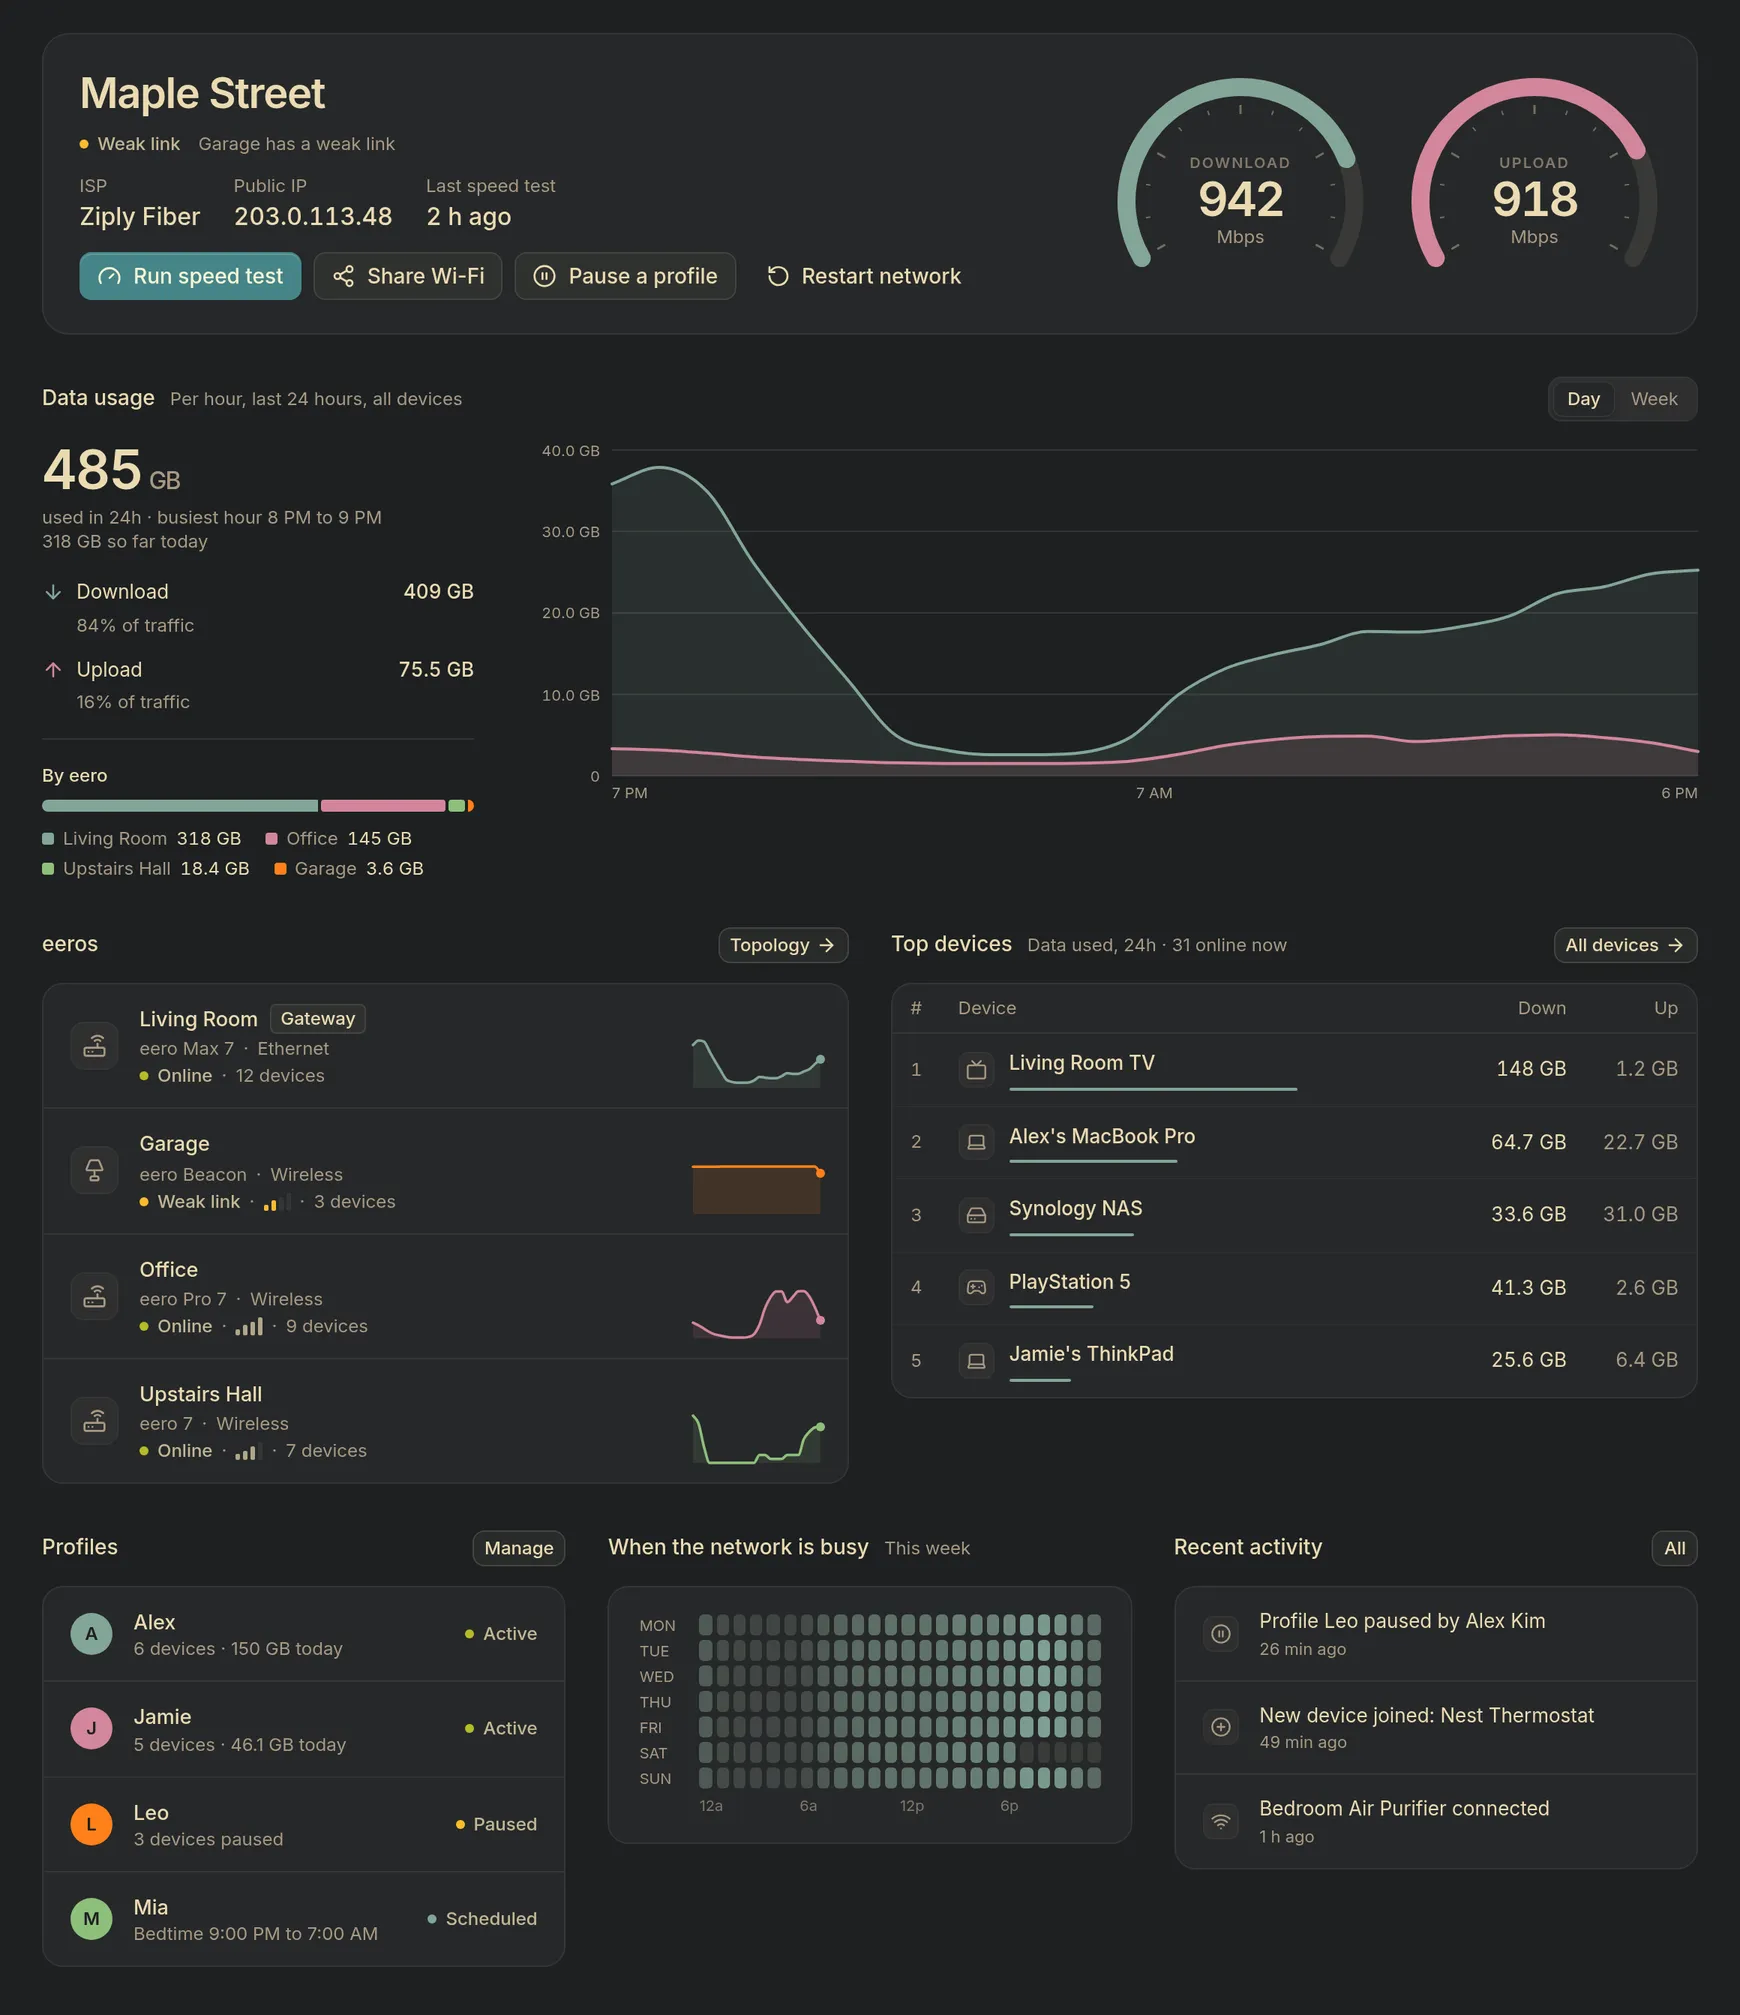 Maple Street
Weak link Garage has a weak link
ISP Public IP Last speed test
Ziply Fiber 203.0.113.48 2 h ago
Run speed test Share Wi-Fi Pause a profile Restart network
DOWNLOAD
942
Mbps
UPLOAD
918
Mbps
Data usage Per hour, last 24 hours, all devices
Day Week
485 GB
used in 24h · busiest hour 8 PM to 9 PM
318 GB so far today
Download 409 GB
84% of traffic
Upload 75.5 GB
16% of traffic
By eero
Living Room 318 GB Office 145 GB
Upstairs Hall 18.4 GB Garage 3.6 GB
40.0 GB
30.0 GB
20.0 GB
10.0 GB
0
7 PM 7 AM 6 PM
eeros Topology
Living Room Gateway
eero Max 7 · Ethernet
Online · 12 devices
Garage
eero Beacon · Wireless
Weak link · · 3 devices
Office
eero Pro 7 · Wireless
Online · · 9 devices
Upstairs Hall
eero 7 · Wireless
Online · · 7 devices
Top devices Data used, 24h · 31 online now All devices
# Device Down Up
1 Living Room TV 148 GB 1.2 GB
2 Alex's MacBook Pro 64.7 GB 22.7 GB
3 Synology NAS 33.6 GB 31.0 GB
4 PlayStation 5 41.3 GB 2.6 GB
5 Jamie's ThinkPad 25.6 GB 6.4 GB
Profiles Manage
A Alex
6 devices · 150 GB today
Active
J Jamie
5 devices · 46.1 GB today
Active
L Leo
3 devices paused
Paused
M Mia
Bedtime 9:00 PM to 7:00 AM
Scheduled
When the network is busy This week
MON
TUE
WED
THU
FRI
SAT
SUN
12a 6a 12p 6p
Recent activity All
Profile Leo paused by Alex Kim
26 min ago
New device joined: Nest Thermostat
49 min ago
Bedroom Air Purifier connected
1 h ago